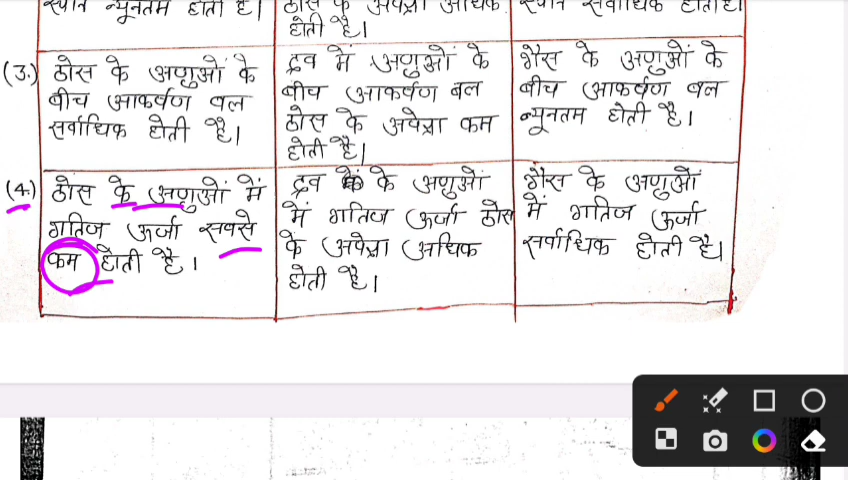 स्थान न्यूनतम होता है।
ठोस के अपेक्षा अधिक
होती है।
स्थान सर्वाधिक होता है।
(3.) ठोस के अणुओं के
बीच आकर्षण बल
सर्वाधिक होती है।
द्रव में अणुओं के
बीच आकर्षण बल
ठोस के अपेक्षा कम
होती है।
गैस के अणुओं के
बीच आकर्षण बल
न्यूनतम होती है।
(4.) ठोस के अणुओं में
गतिज ऊर्जा सबसे
कम होती है।
द्रव के अणुओं
में गतिज ऊर्जा ठोस
के अपेक्षा अधिक
होती है।
गैस के अणुओं
में गतिज ऊर्जा
सर्वाधिक होती है।